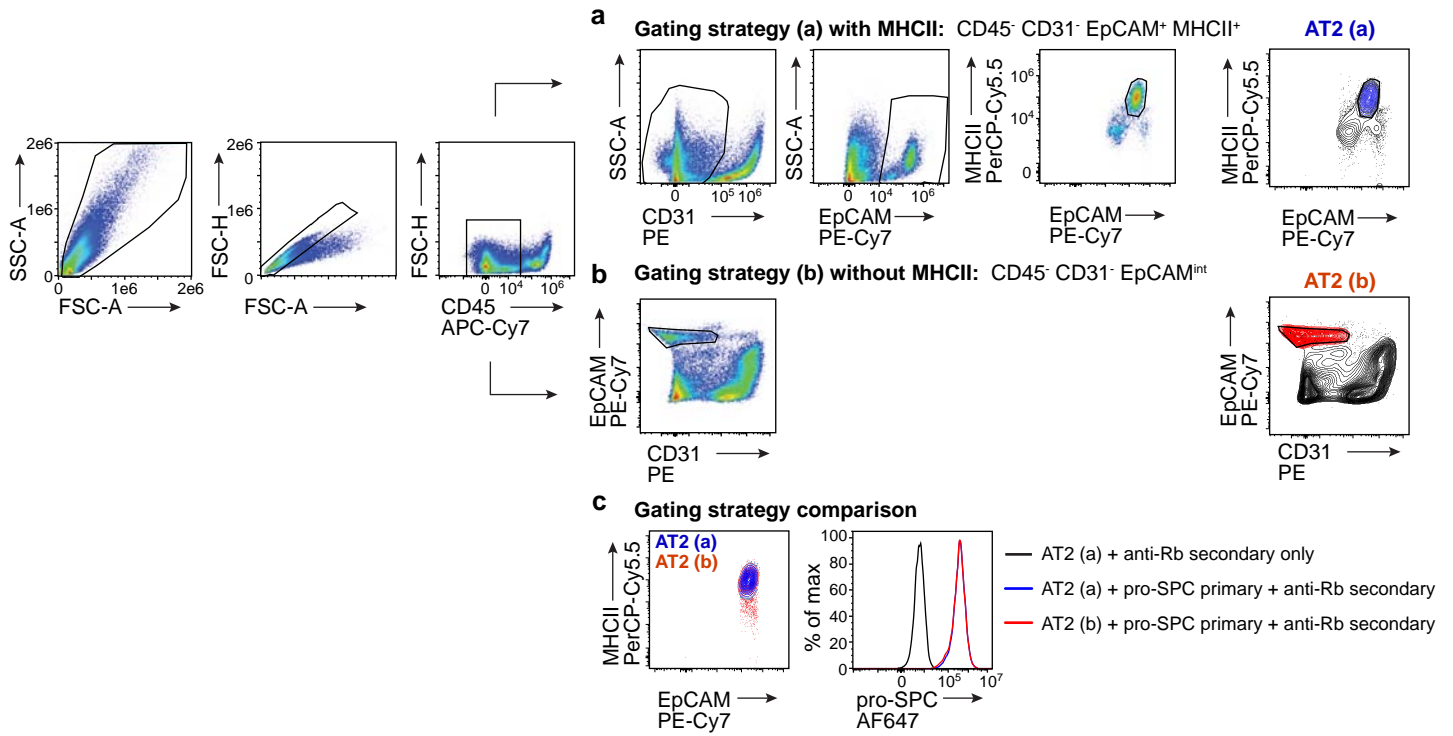 2e6
1e6
0
SSC-A
0
1e6
2e6
FSC-A
2e6
1e6
0
FSC-H
FSC-A
2e6
1e6
0
FSC-H
0
10⁴
10⁶
CD45
APC-Cy7
a
Gating strategy (a) with MHCII: CD45⁻ CD31⁻ EpCAM⁺ MHCII⁺
AT2 (a)
SSC-A
0
10⁵
10⁶
CD31
PE
SSC-A
0
10⁴
10⁶
EpCAM
PE-Cy7
MHCII
PerCP-Cy5.5
10⁶
10⁴
0
EpCAM
PE-Cy7
MHCII
PerCP-Cy5.5
EpCAM
PE-Cy7
b
Gating strategy (b) without MHCII: CD45⁻ CD31⁻ EpCAMⁱⁿᵗ
AT2 (b)
EpCAM
PE-Cy7
CD31
PE
EpCAM
PE-Cy7
CD31
PE
c
Gating strategy comparison
AT2 (a)
AT2 (b)
MHCII
PerCP-Cy5.5
EpCAM
PE-Cy7
% of max
100
80
60
40
20
0
0
10⁵
10⁷
pro-SPC
AF647
AT2 (a) + anti-Rb secondary only
AT2 (a) + pro-SPC primary + anti-Rb secondary
AT2 (b) + pro-SPC primary + anti-Rb secondary